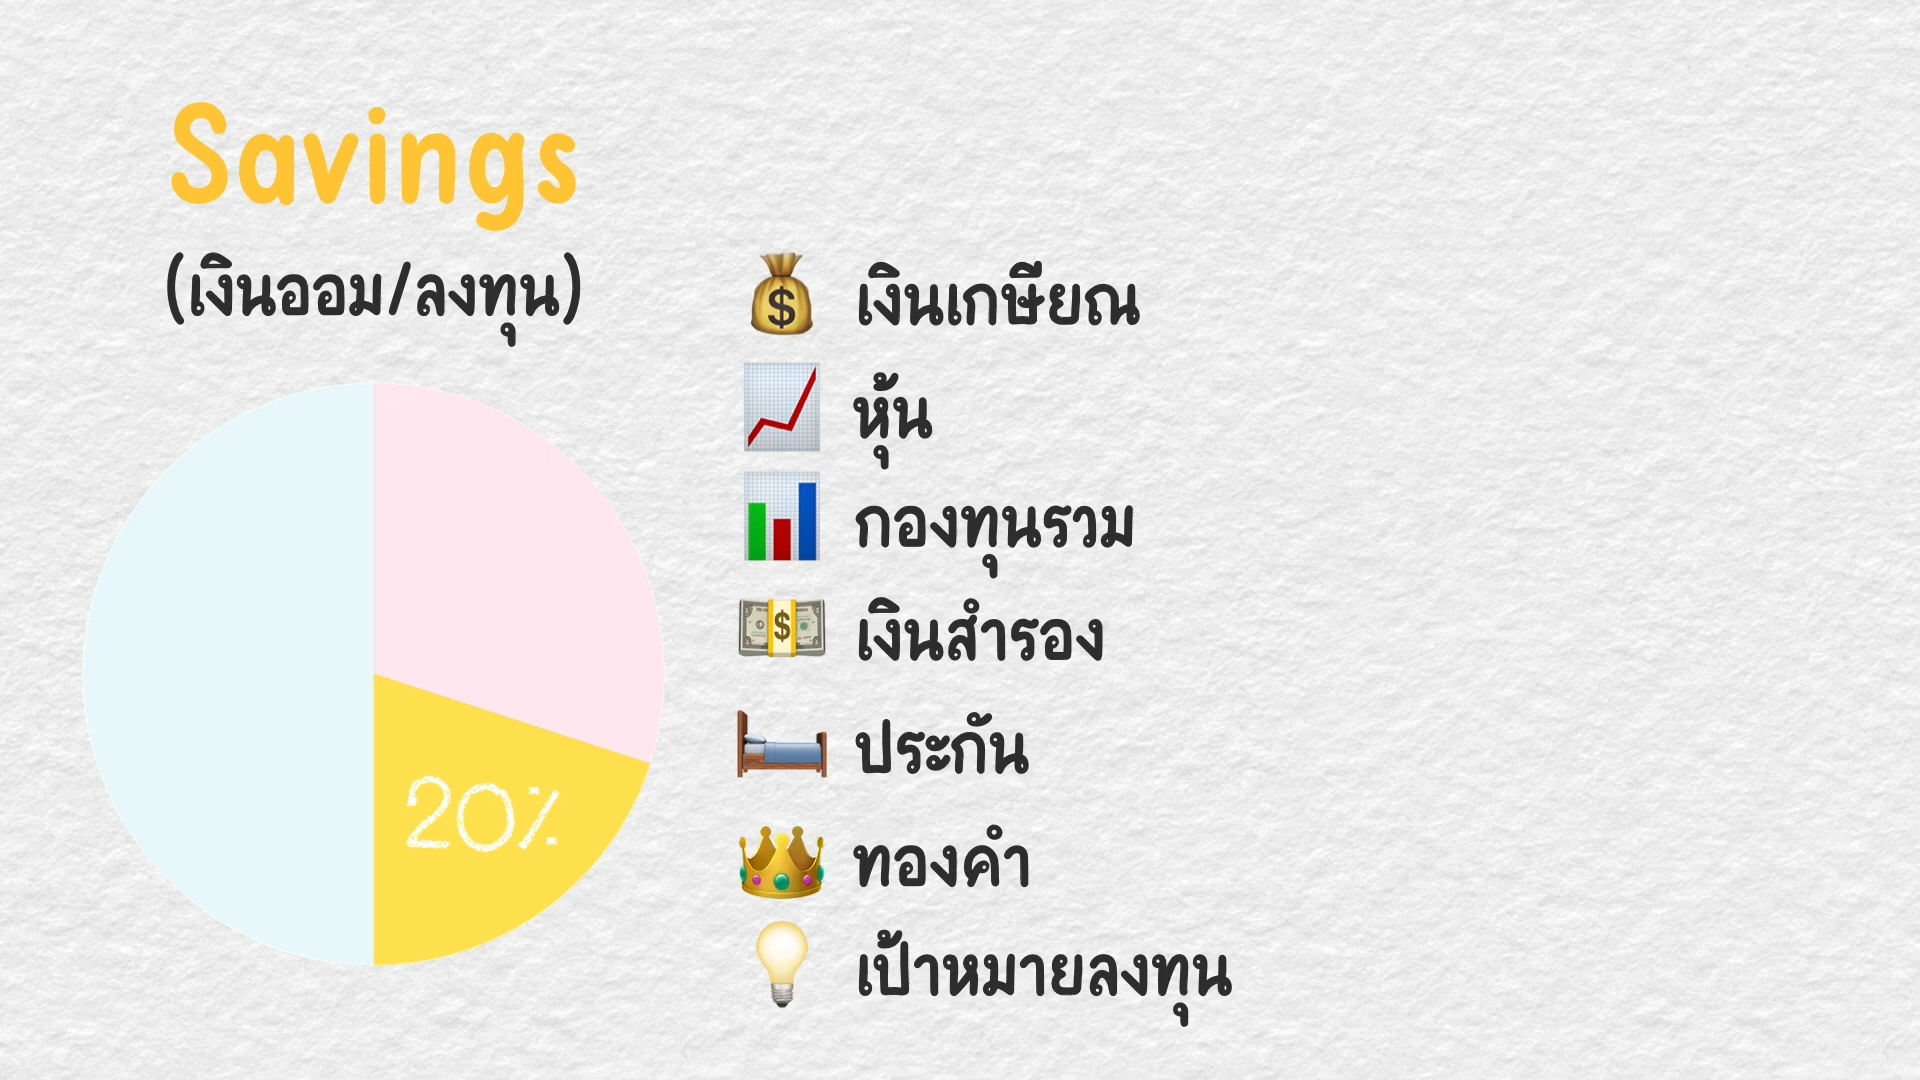 Savings
(เงินออม/ลงทุน)
20%
เงินเกษียณ
หุ้น
กองทุนรวม
เงินสำรอง
ประกัน
ทองคำ
เป้าหมายลงทุน